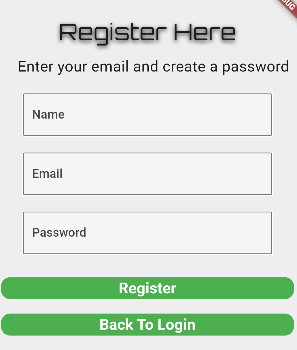 Register Here
Enter your email and create a password
Name
Email
Password
Register
Back To Login